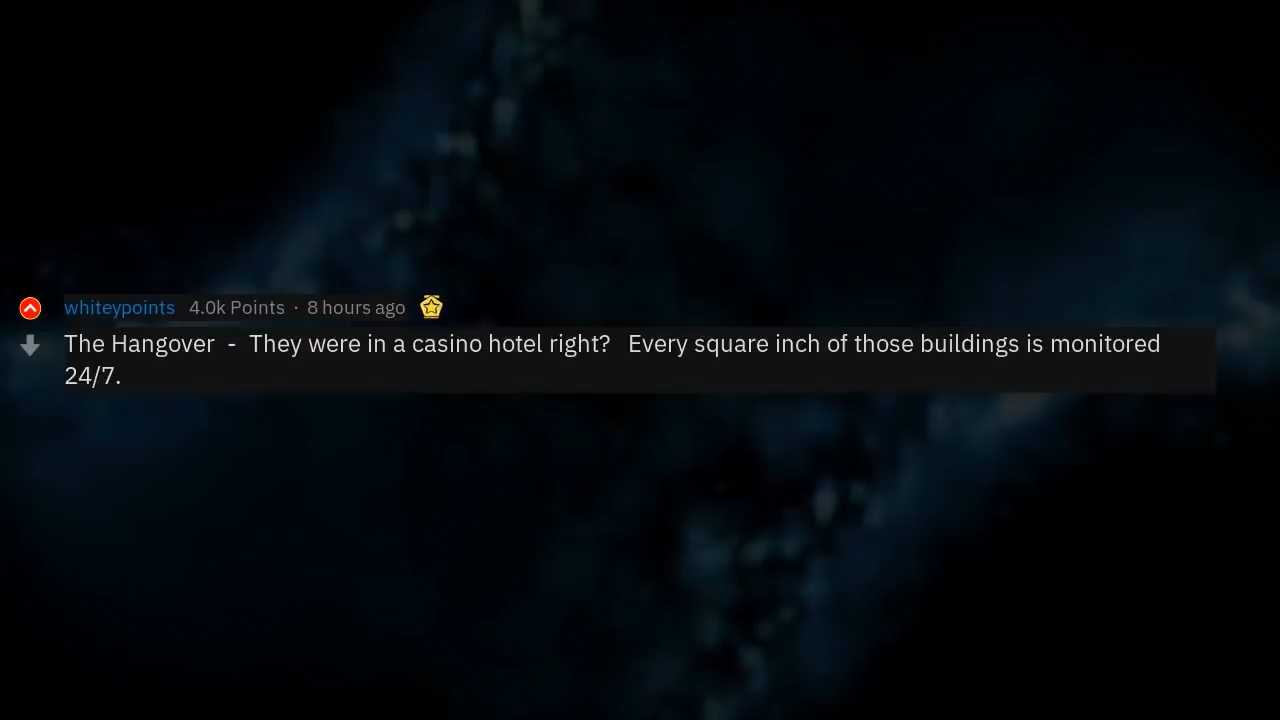 whiteypoints 4.0k Points · 8 hours ago
The Hangover - They were in a casino hotel right? Every square inch of those buildings is monitored
24/7.